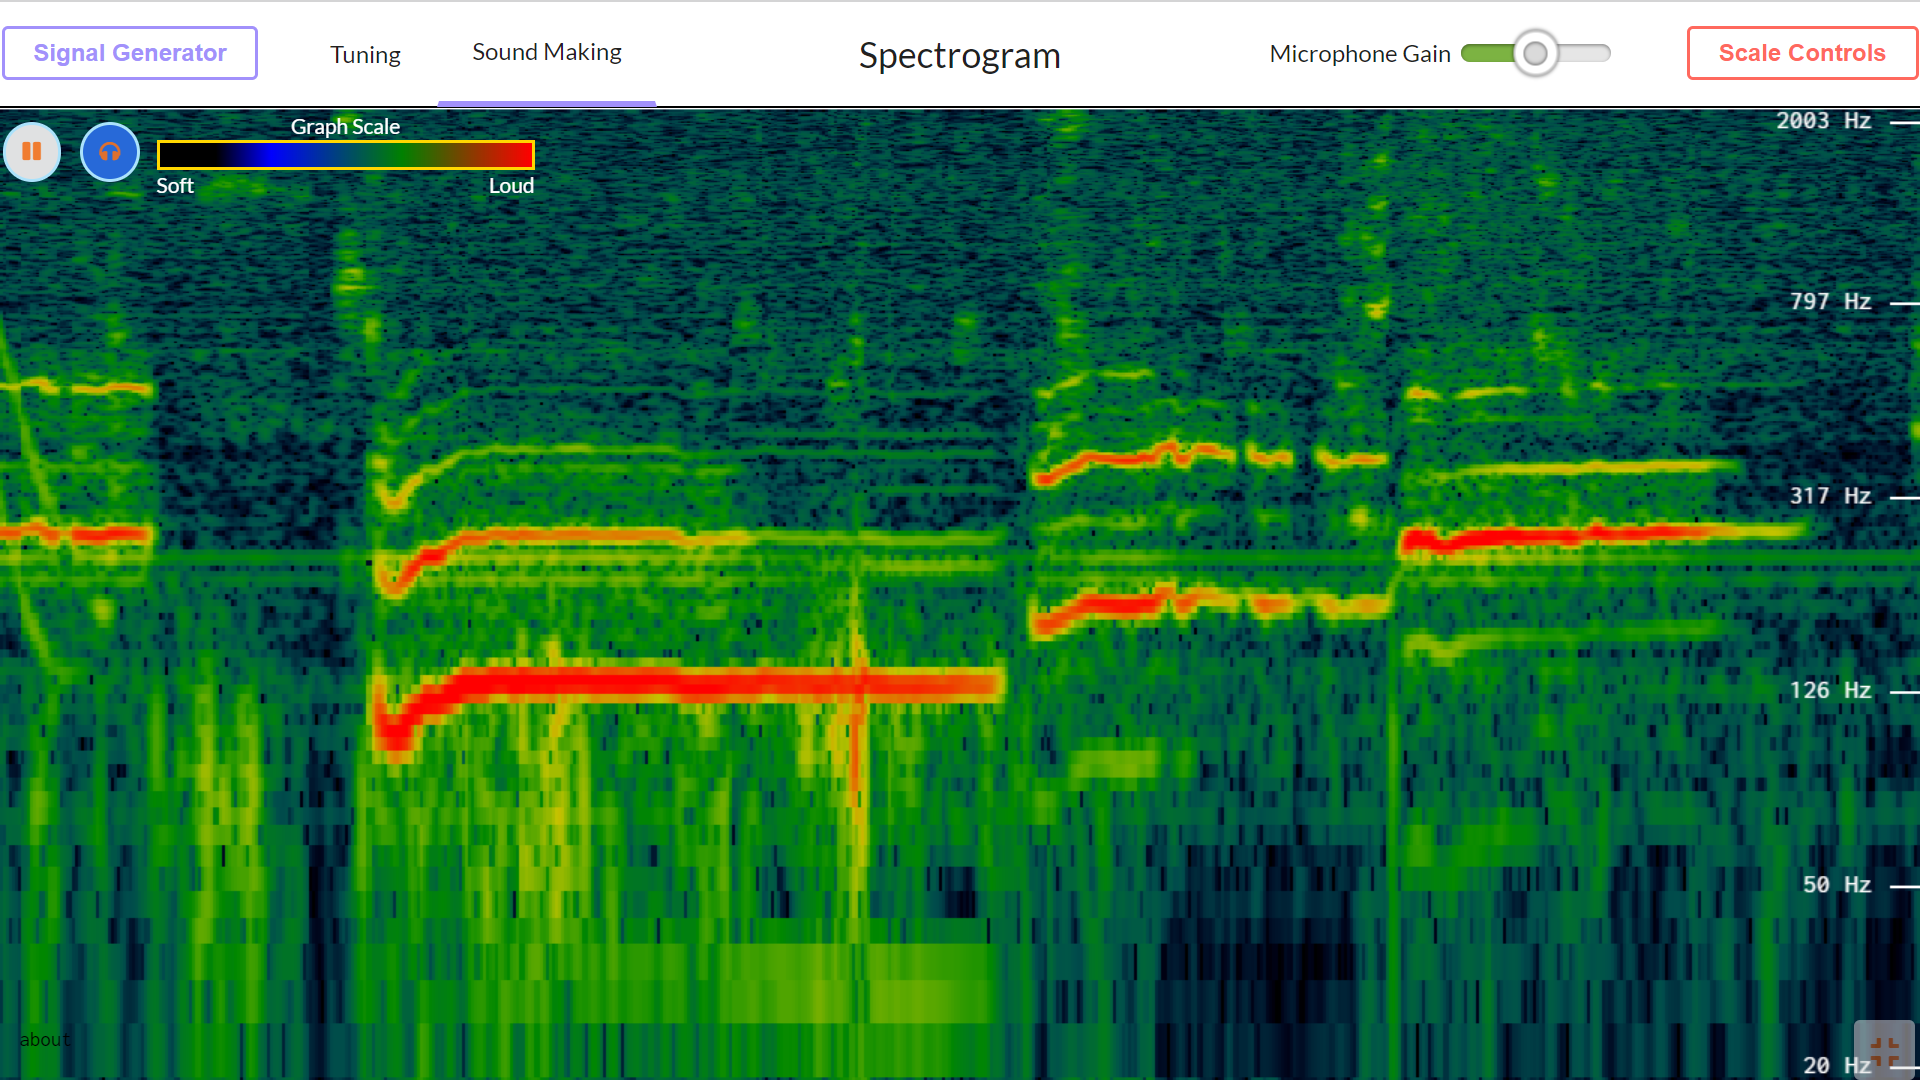 Signal Generator
Tuning
Sound Making
Spectrogram
Microphone Gain
Scale Controls
Graph Scale
Soft
Loud
2003 Hz
797 Hz
317 Hz
126 Hz
50 Hz
20 Hz
about